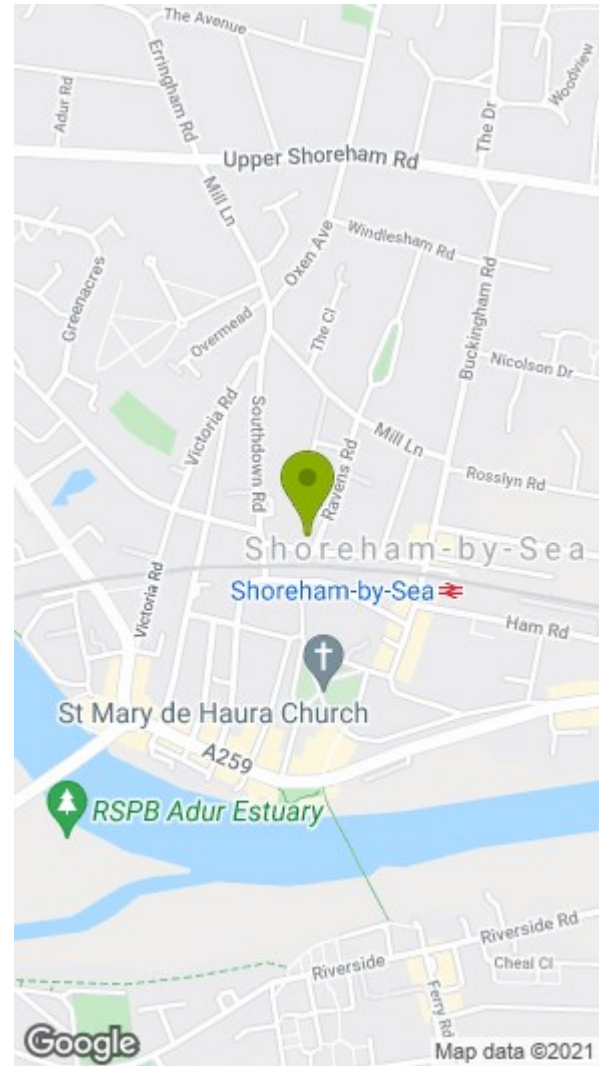 The Avenue
Erringham Rd
Adur Rd
Woodview
The Dr
Upper Shoreham Rd
Mill Ln
Oxen Ave
Windlesham Rd
Greenacres
Overmead
The Cl
Buckingham Rd
Nicolson Dr
Victoria Rd
Southdown Rd
Mill Ln
Ravens Rd
Rosslyn Rd
Shoreham-by-Sea
Shoreham-by-Sea
Victoria Rd
Ham Rd
St Mary de Haura Church
A259
RSPB Adur Estuary
Riverside Rd
Riverside
Cheal Cl
Ferry Rd
Google
Map data ©2021